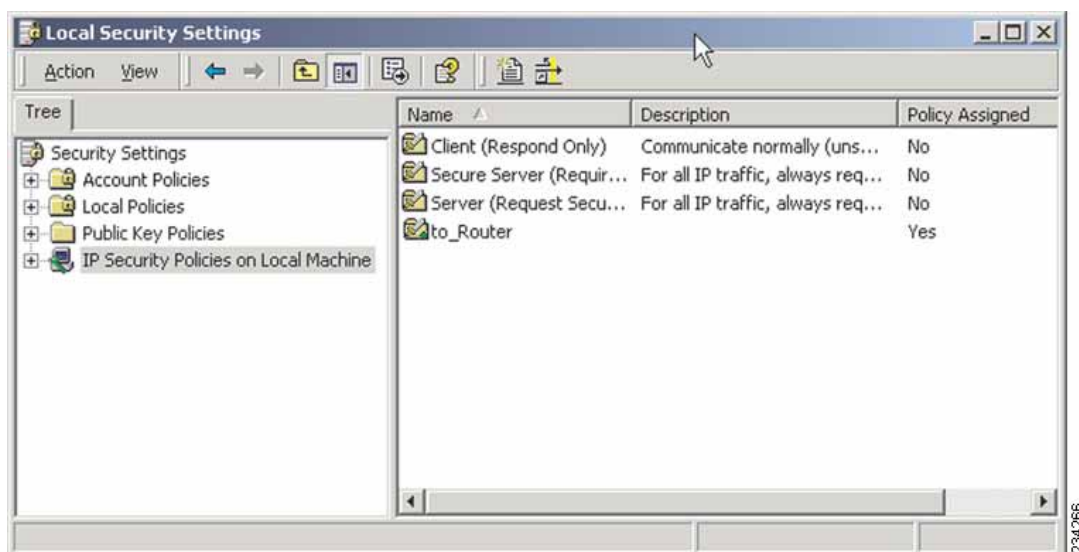 Local Security Settings
Action View
Tree
Name Description Policy Assigned
Security Settings
Account Policies
Local Policies
Public Key Policies
IP Security Policies on Local Machine
Client (Respond Only) Communicate normally (uns... No
Secure Server (Requir... For all IP traffic, always req... No
Server (Request Secu... For all IP traffic, always req... No
to_Router Yes
234266